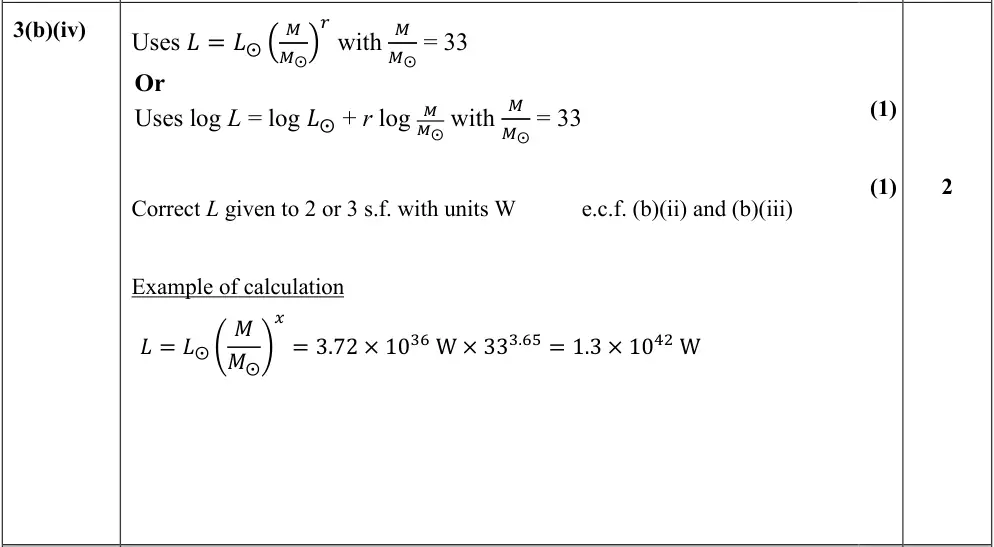 3(b)(iv)
Uses L = L⊙ (M/M⊙)^r with M/M⊙ = 33
Or
Uses log L = log L⊙ + r log M/M⊙ with M/M⊙ = 33 (1)
(1) 2
Correct L given to 2 or 3 s.f. with units W e.c.f. (b)(ii) and (b)(iii)
Example of calculation
L = L⊙ (M/M⊙)^x = 3.72 × 10^36 W × 33^3.65 = 1.3 × 10^42 W